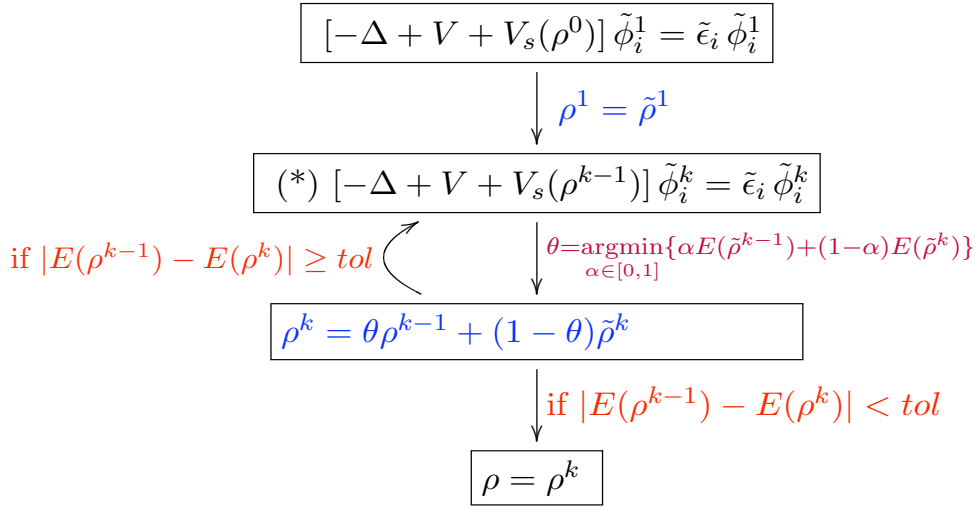 [−Δ + V + V_s(ρ^0)] ϕ̃_i^1 = ϵ̃_i ϕ̃_i^1
ρ^1 = ρ̃^1
(*) [−Δ + V + V_s(ρ^{k−1})] ϕ̃_i^k = ϵ̃_i ϕ̃_i^k
if |E(ρ^{k−1}) − E(ρ^k)| ≥ tol
θ=argmin{αE(ρ̃^{k−1})+(1−α)E(ρ̃^k)}
α∈[0,1]
ρ^k = θρ^{k−1} + (1 − θ)ρ̃^k
if |E(ρ^{k−1}) − E(ρ^k)| < tol
ρ = ρ^k